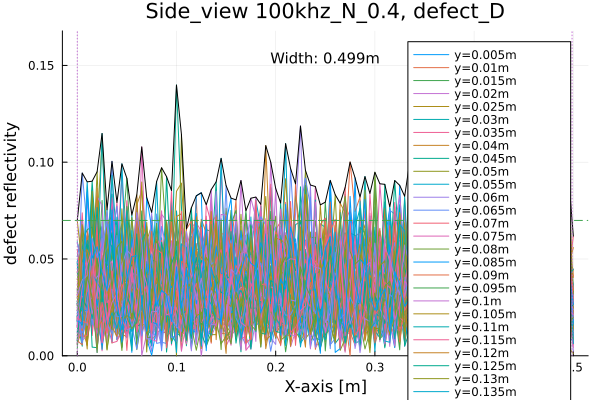 Side_view 100khz_N_0.4, defect_D
Width: 0.499m
defect reflectivity
0.15
0.10
0.05
0.00
0.0
0.1
0.2
0.3
.5
X-axis [m]
y=0.005m
y=0.01m
y=0.015m
y=0.02m
y=0.025m
y=0.03m
y=0.035m
y=0.04m
y=0.045m
y=0.05m
y=0.055m
y=0.06m
y=0.065m
y=0.07m
y=0.075m
y=0.08m
y=0.085m
y=0.09m
y=0.095m
y=0.1m
y=0.105m
y=0.11m
y=0.115m
y=0.12m
y=0.125m
y=0.13m
y=0.135m